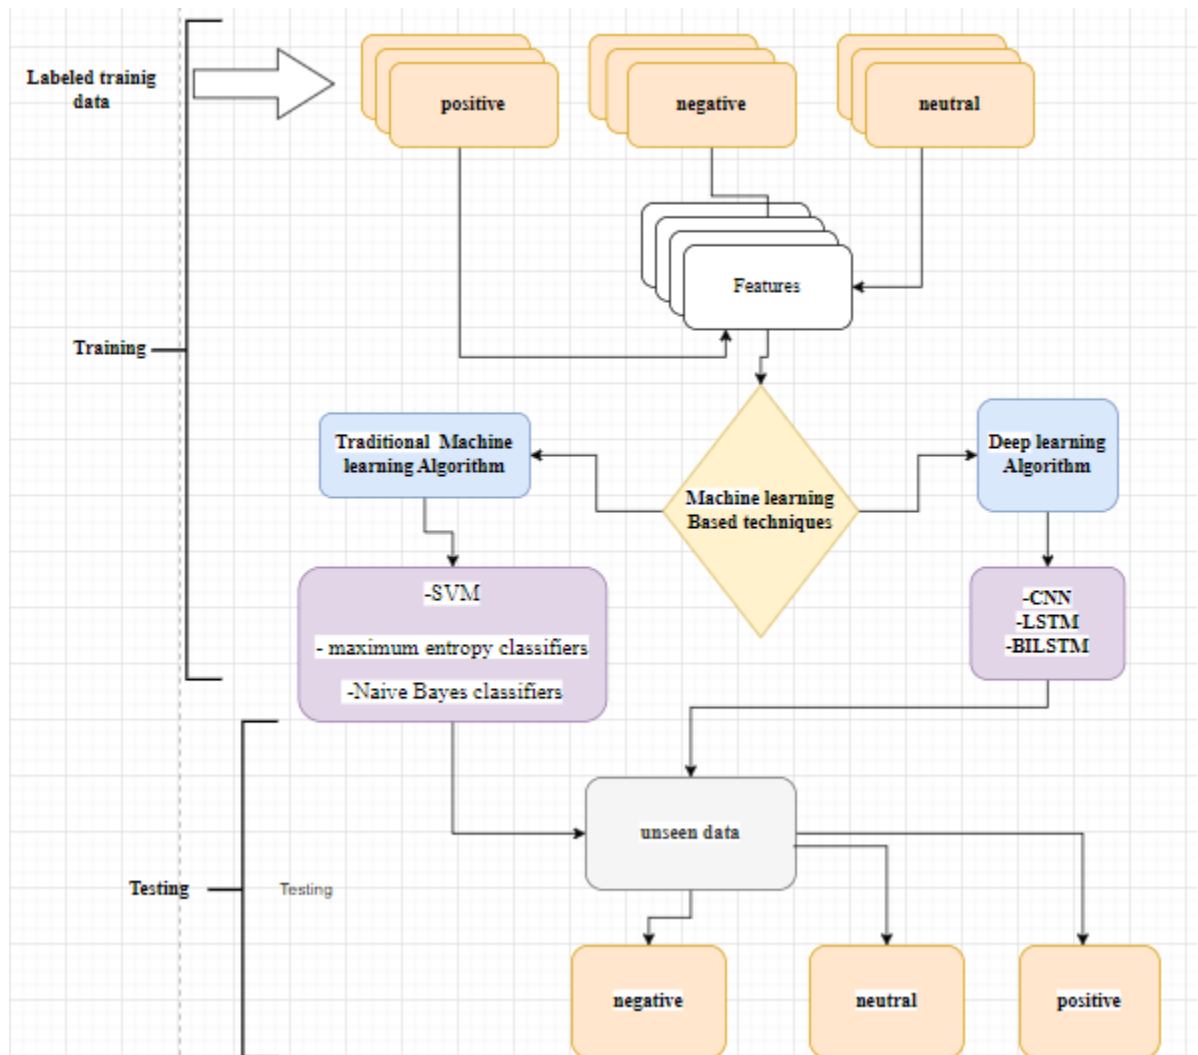 Labeled trainig
data
positive
negative
neutral
Features
Training
Traditional Machine
learning Algorithm
Deep learning
Algorithm
Machine learning
Based techniques
-SVM
- maximum entropy classifiers
-Naive Bayes classifiers
-CNN
-LSTM
-BILSTM
unseen data
Testing
Testing
negative
neutral
positive